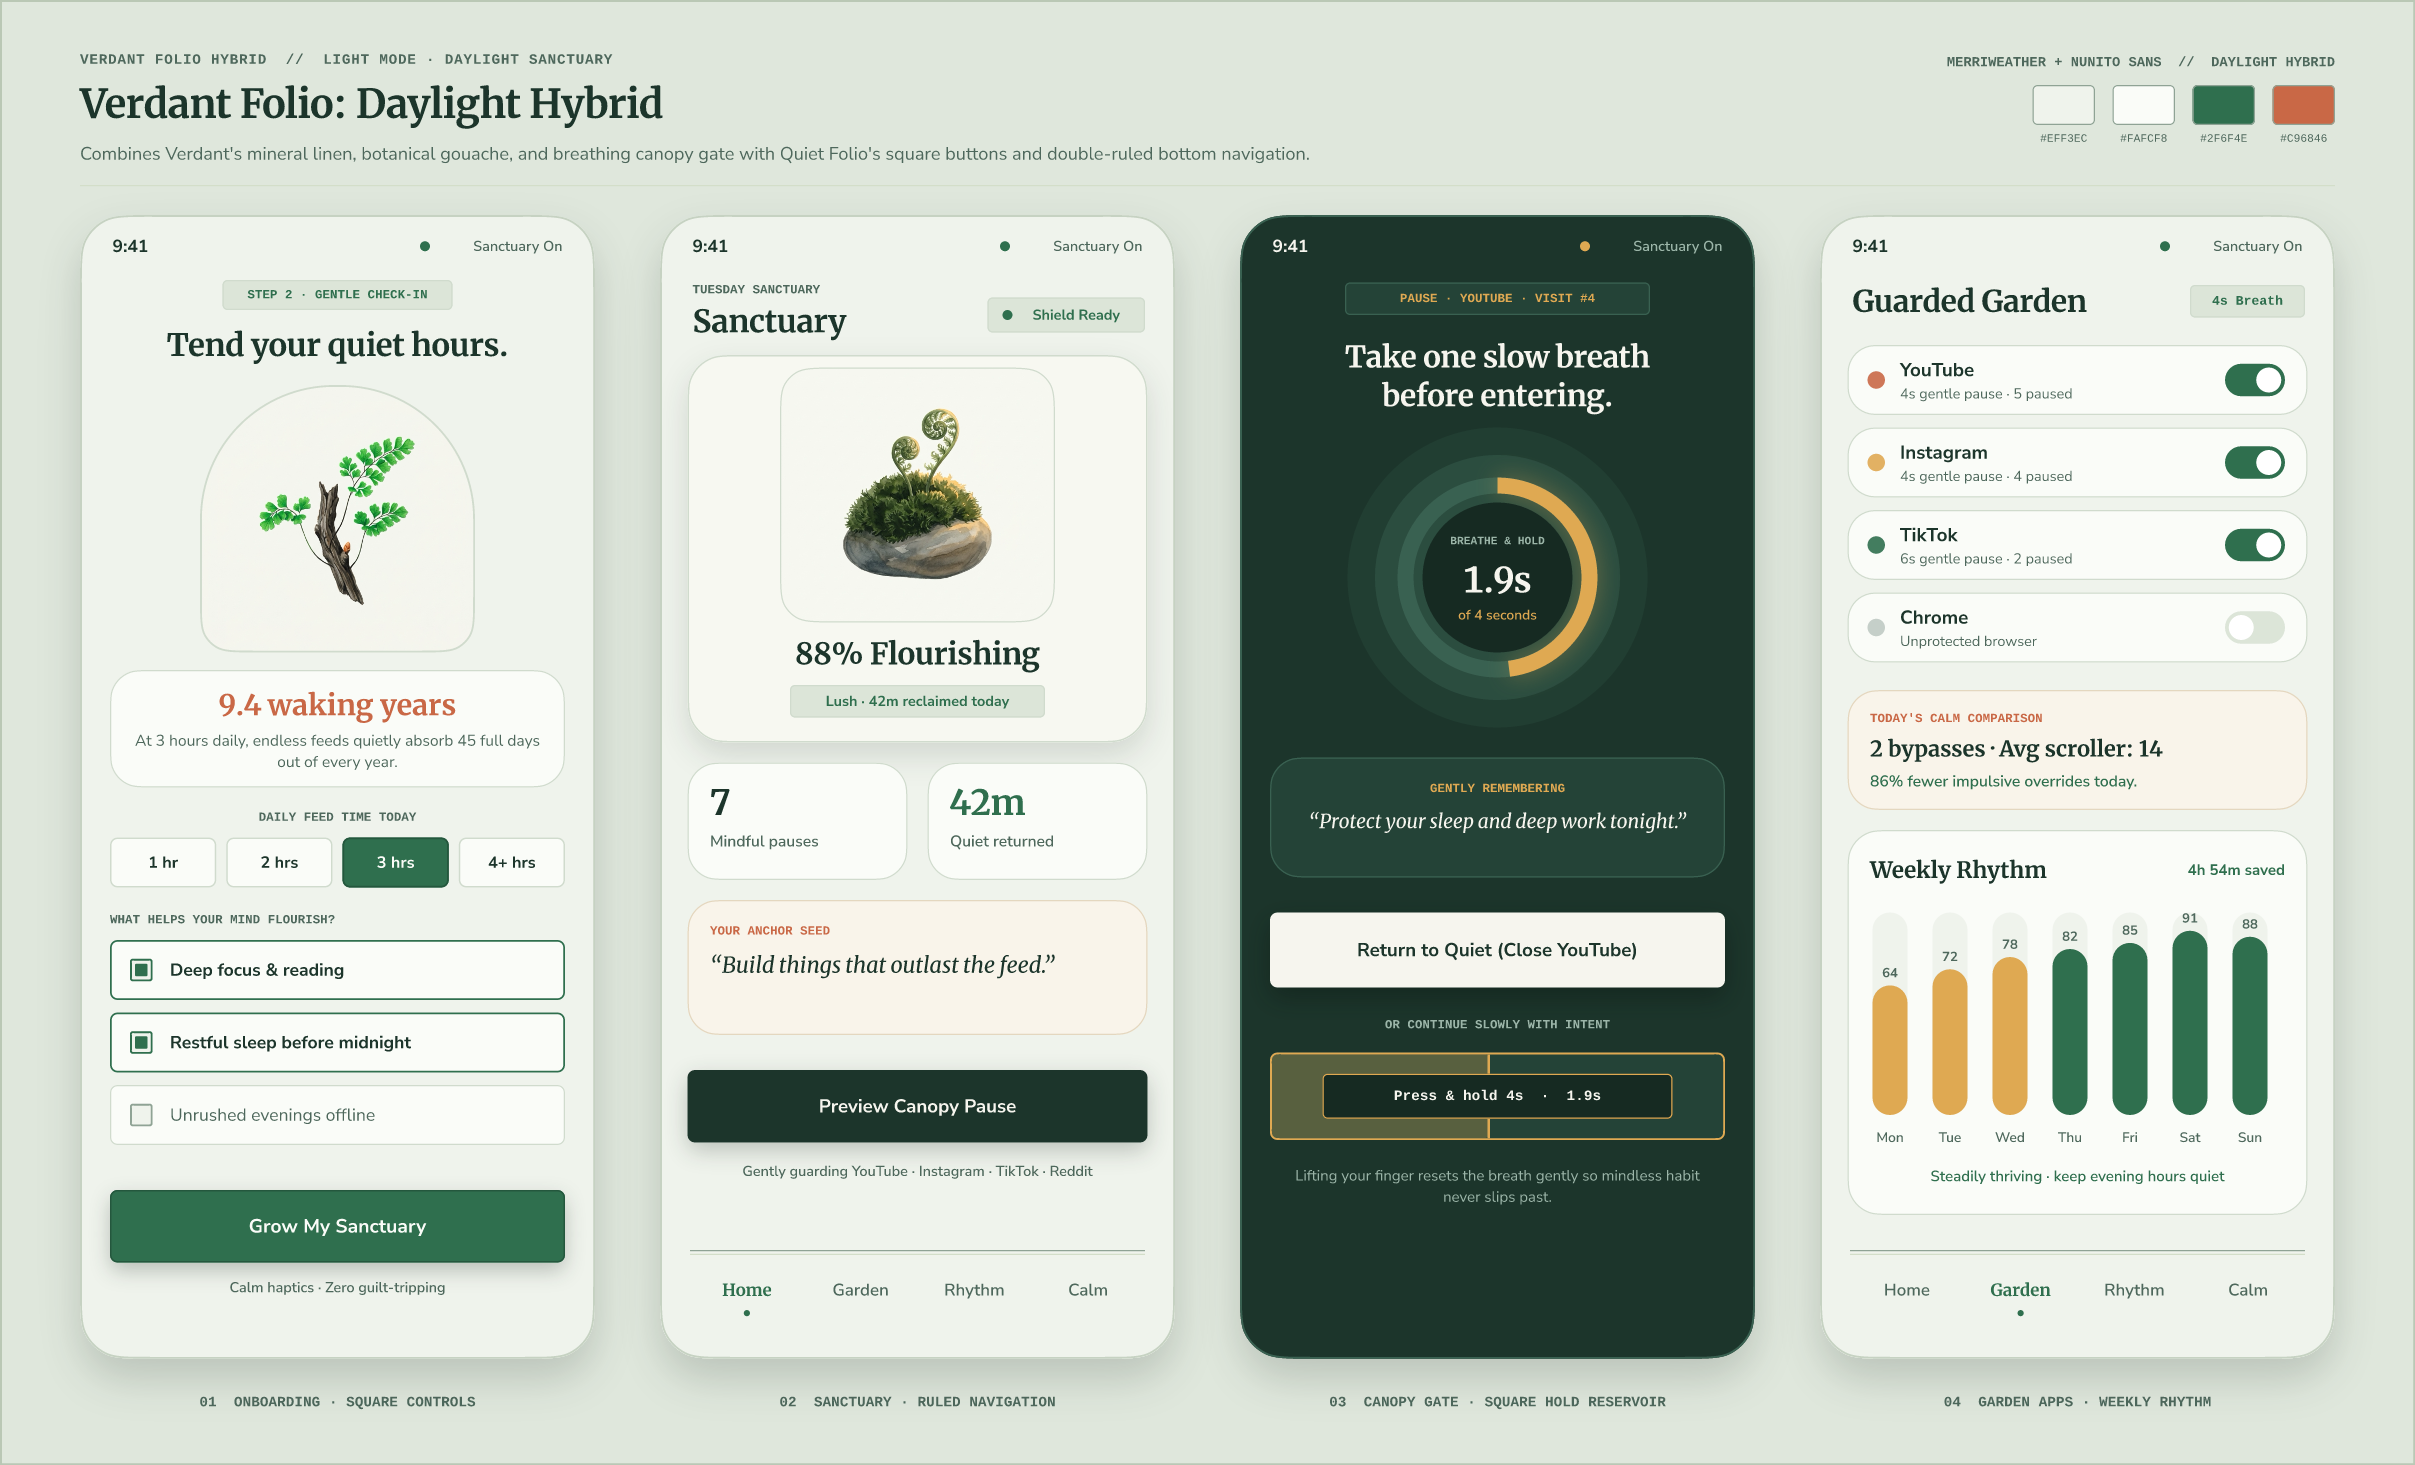 VERDANT FOLIO HYBRID // LIGHT MODE · DAYLIGHT SANCTUARY
Verdant Folio: Daylight Hybrid
Combines Verdant's mineral linen, botanical gouache, and breathing canopy gate with Quiet Folio's square buttons and double-ruled bottom navigation.
MERRIWEATHER + NUNITO SANS // DAYLIGHT HYBRID
#EFF3EC #FAFCF8 #2F6F4E #C96846
9:41 Sanctuary On
STEP 2 · GENTLE CHECK-IN
Tend your quiet hours.
9.4 waking years
At 3 hours daily, endless feeds quietly absorb 45 full days
out of every year.
DAILY FEED TIME TODAY
1 hr 2 hrs 3 hrs 4+ hrs
WHAT HELPS YOUR MIND FLOURISH?
Deep focus & reading
Restful sleep before midnight
Unrushed evenings offline
Grow My Sanctuary
Calm haptics · Zero guilt-tripping
01 ONBOARDING · SQUARE CONTROLS
9:41 Sanctuary On
TUESDAY SANCTUARY
Sanctuary
Shield Ready
88% Flourishing
Lush · 42m reclaimed today
7
Mindful pauses
42m
Quiet returned
YOUR ANCHOR SEED
“Build things that outlast the feed.”
Preview Canopy Pause
Gently guarding YouTube · Instagram · TikTok · Reddit
Home Garden Rhythm Calm
02 SANCTUARY · RULED NAVIGATION
9:41 Sanctuary On
PAUSE · YOUTUBE · VISIT #4
Take one slow breath
before entering.
BREATHE & HOLD
1.9s
of 4 seconds
GENTLY REMEMBERING
“Protect your sleep and deep work tonight.”
Return to Quiet (Close YouTube)
OR CONTINUE SLOWLY WITH INTENT
Press & hold 4s · 1.9s
Lifting your finger resets the breath gently so mindless habit
never slips past.
03 CANOPY GATE · SQUARE HOLD RESERVOIR
9:41 Sanctuary On
Guarded Garden
4s Breath
YouTube
4s gentle pause · 5 paused
Instagram
4s gentle pause · 4 paused
TikTok
6s gentle pause · 2 paused
Chrome
Unprotected browser
TODAY'S CALM COMPARISON
2 bypasses · Avg scroller: 14
86% fewer impulsive overrides today.
Weekly Rhythm
4h 54m saved
64 72 78 82 85 91 88
Mon Tue Wed Thu Fri Sat Sun
Steadily thriving · keep evening hours quiet
Home Garden Rhythm Calm
04 GARDEN APPS · WEEKLY RHYTHM